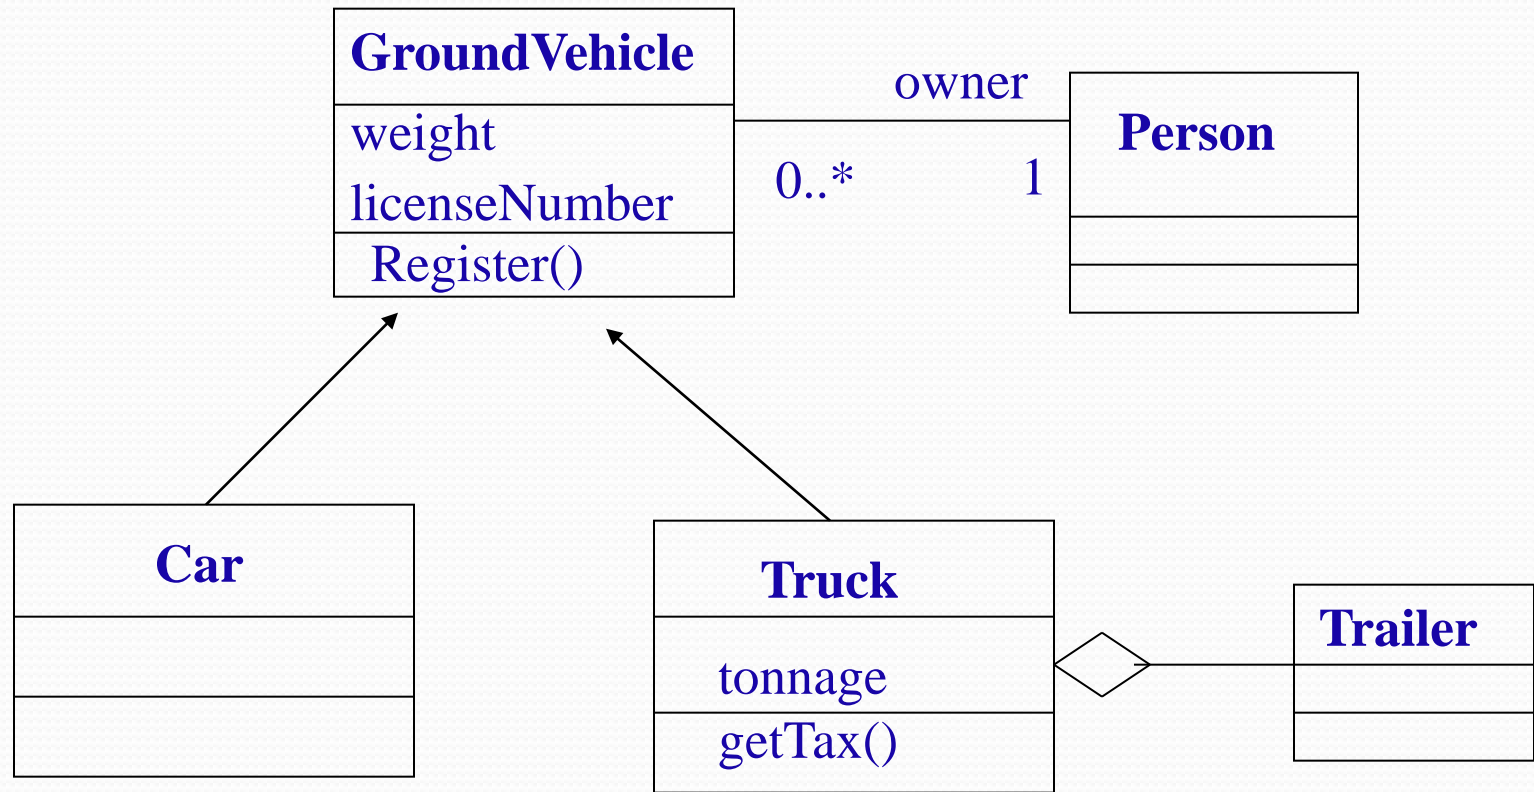 GroundVehicle
weight
licenseNumber
Register()
owner
0..*
1
Person
Car
Truck
tonnage
getTax()
Trailer